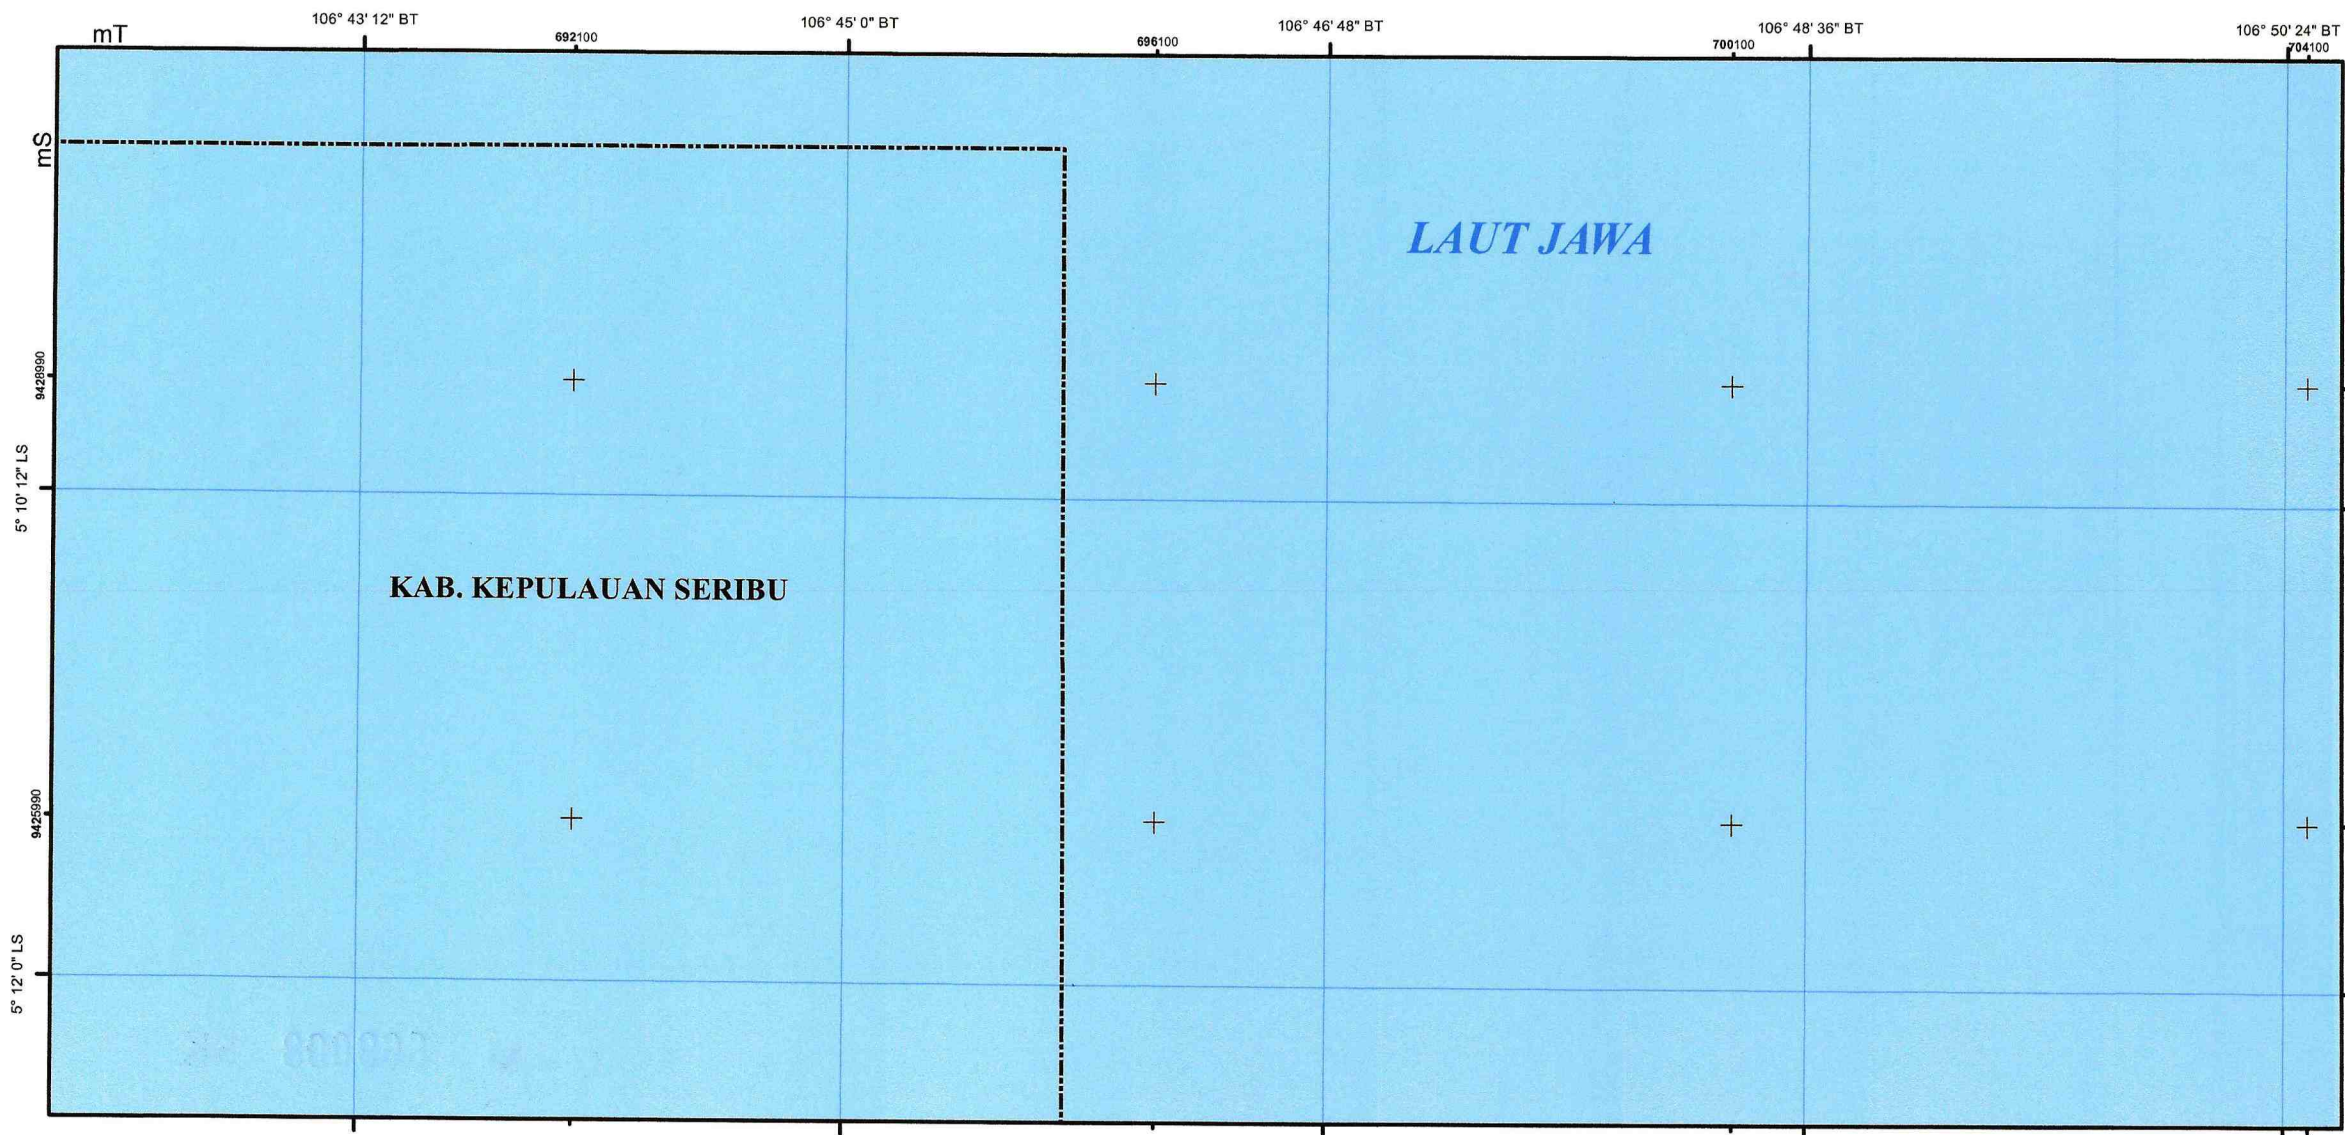 106° 43' 12" BT
106° 45' 0" BT
106° 46' 48" BT
106° 48' 36" BT
106° 50' 24" BT
mT
692100
696100
700100
704100
mS
LAUT JAWA
9428990
5° 10' 12" LS
KAB. KEPULAUAN SERIBU
9425990
5° 12' 0" LS